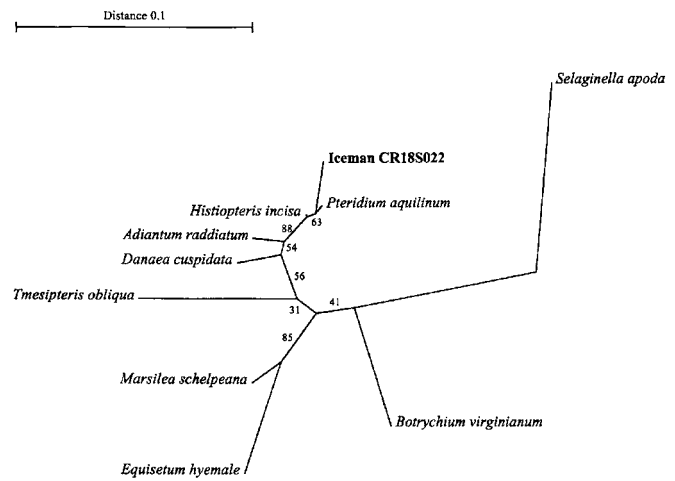 Distance 0.1
Selaginella apoda
Iceman CR18S022
Pteridium aquilinum
Histiopteris incisa
63
88
Adiantum raddiatum
54
Danaea cuspidata
56
Tmesipteris obliqua
41
31
85
Marsilea schelpeana
Botrychium virginianum
Equisetum hyemale